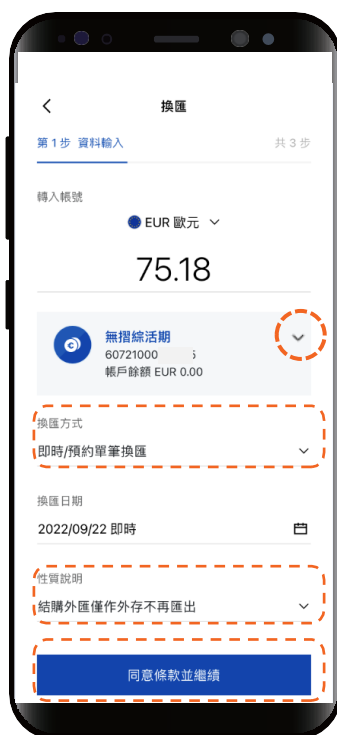 換匯
第1步 資料輸入
共3步
轉入帳號
EUR 歐元
75.18
無摺綜活期
60721000 5
帳戶餘額 EUR 0.00
換匯方式
即時/預約單筆換匯
換匯日期
2022/09/22 即時
性質說明
結購外匯僅作外存不再匯出
同意條款並繼續